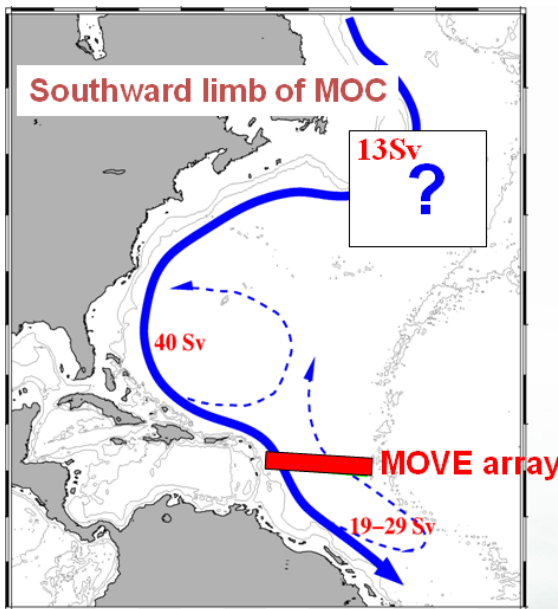 Southward limb of MOC
13Sv
?
40 Sv
MOVE array
19–29 Sv